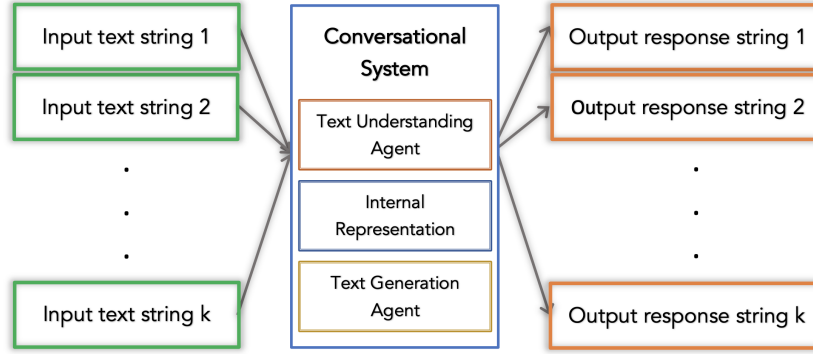 Input text string 1
Input text string 2
.
.
.
Input text string k
Conversational
System
Text Understanding
Agent
Internal
Representation
Text Generation
Agent
Output response string 1
Output response string 2
.
.
.
Output response string k